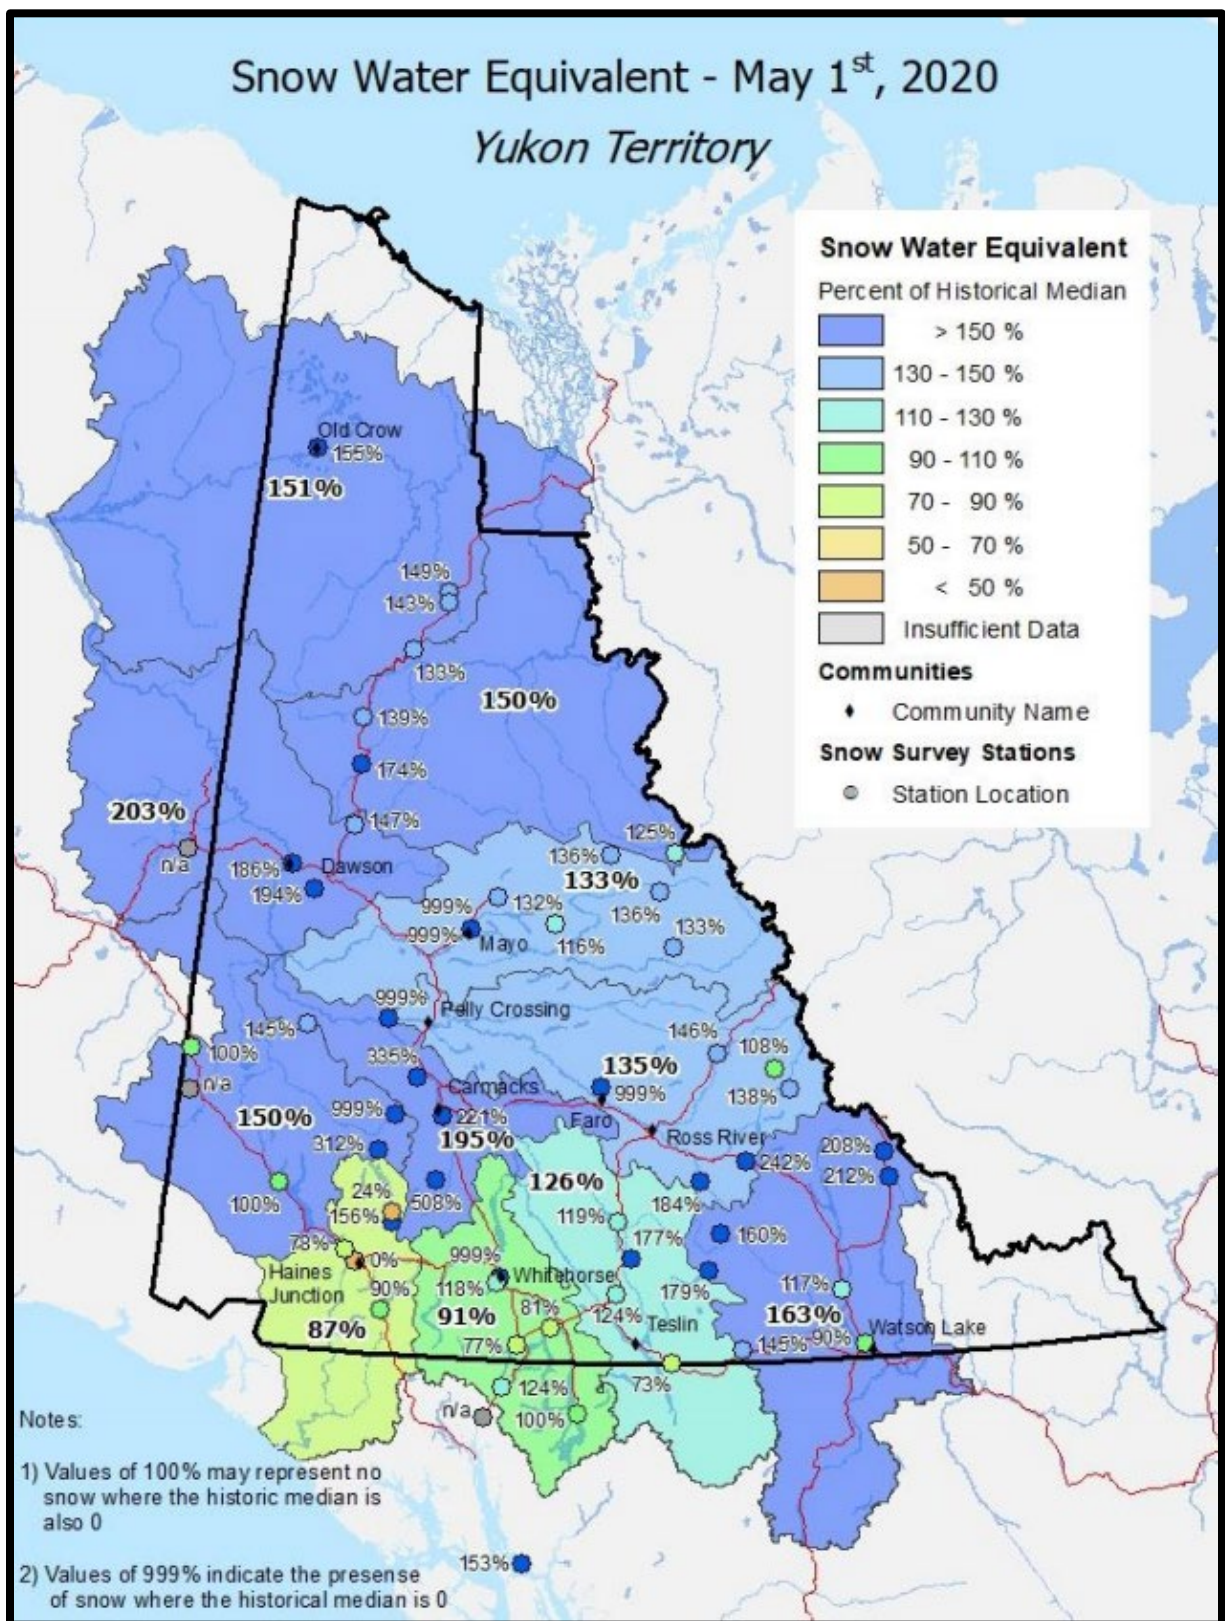 Snow Water Equivalent - May 1st, 2020
Yukon Territory
Snow Water Equivalent
Percent of Historical Median
> 150 %
130 - 150 %
110 - 130 %
90 - 110 %
70 - 90 %
50 - 70 %
< 50 %
Insufficient Data
Communities
Community Name
Snow Survey Stations
Station Location
Old Crow
155%
151%
149%
143%
133%
150%
139%
174%
203%
147%
125%
n/a
186%
Dawson
136%
133%
194%
999%
132%
136%
999%
Mayo
116%
133%
999%
Pelly Crossing
145%
146%
100%
335%
135%
108%
n/a
Carmacks
999%
138%
150%
999%
221%
Faro
312%
195%
Ross River
208%
242%
212%
126%
24%
100%
156%
508%
184%
119%
78%
0%
999%
177%
160%
Haines
Junction
90%
118%
Whitehorse
179%
117%
87%
91%
81%
124%
Teslin
163%
77%
145%
90%
Watson Lake
73%
124%
n/a
100%
Notes:
1) Values of 100% may represent no
snow where the historic median is
also 0
2) Values of 999% indicate the presense
of snow where the historical median is 0
153%